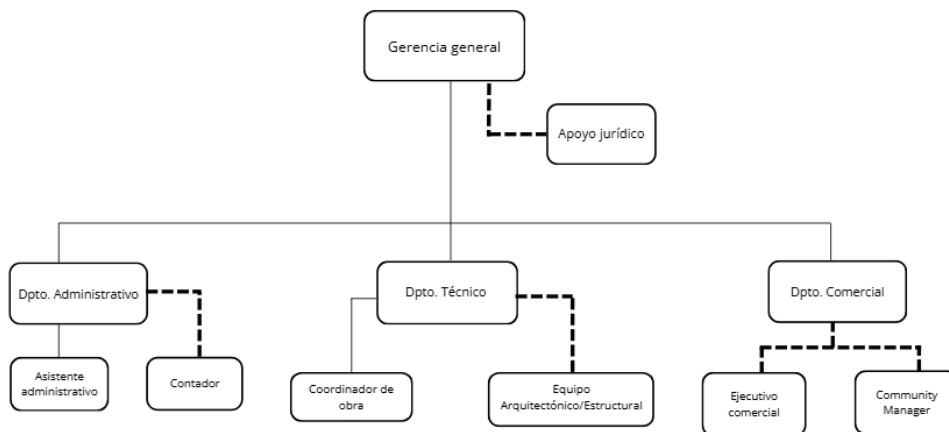 Gerencia general
Apoyo jurídico
Dpto. Administrativo
Dpto. Técnico
Dpto. Comercial
Asistente
administrativo
Contador
Coordinador de
obra
Equipo
Arquitectónico/Estructural
Ejecutivo
comercial
Community
Manager